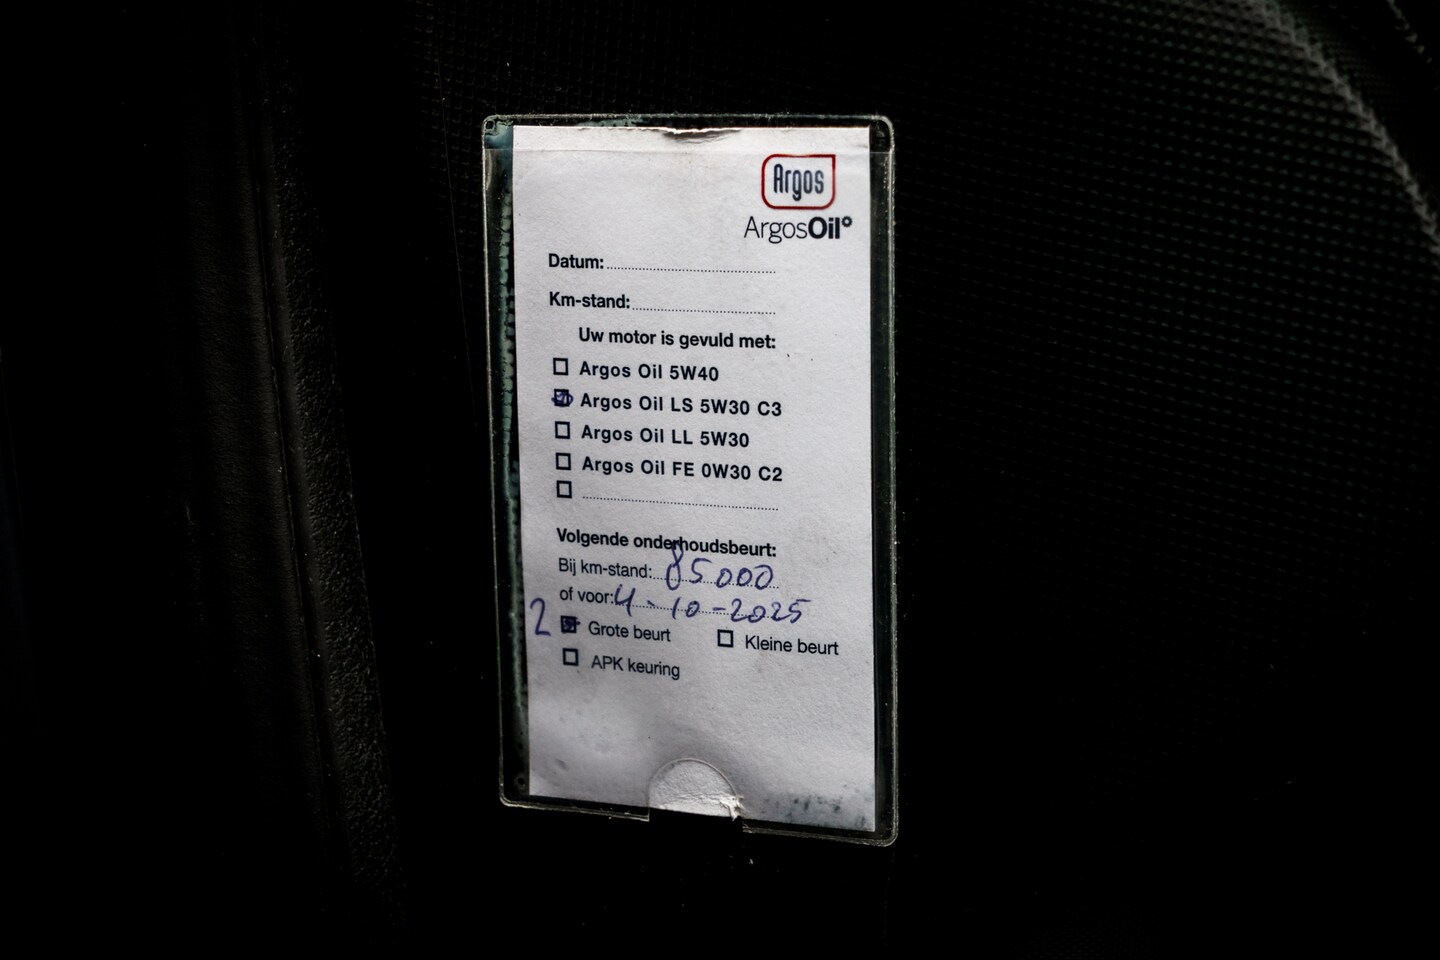 Argos
ArgosOil°
Datum:
Km-stand:
Uw motor is gevuld met:
Argos Oil 5W40
Argos Oil LS 5W30 C3
Argos Oil LL 5W30
Argos Oil FE 0W30 C2
Volgende onderhoudsbeurt:
Bij km-stand: 85000
of voor: 4-10-2025
2 Grote beurt Kleine beurt
APK keuring